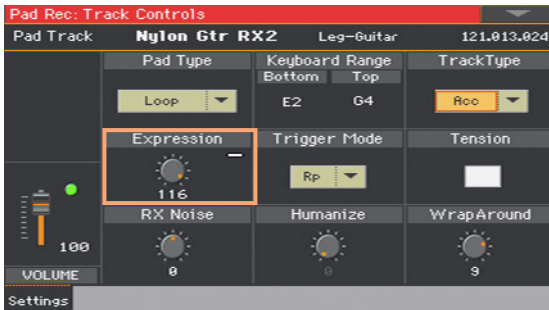 Pad Rec: Track Controls
Pad Track Nylon Gtr RX2 Leg-Guitar 121.013.024
Pad Type Keyboard Range TrackType
Bottom Top
Loop E2 G4 Acc
Expression Trigger Mode Tension
Rp
116
RX Noise Humanize WrapAround
100
VOLUME 0 0 9
Settings